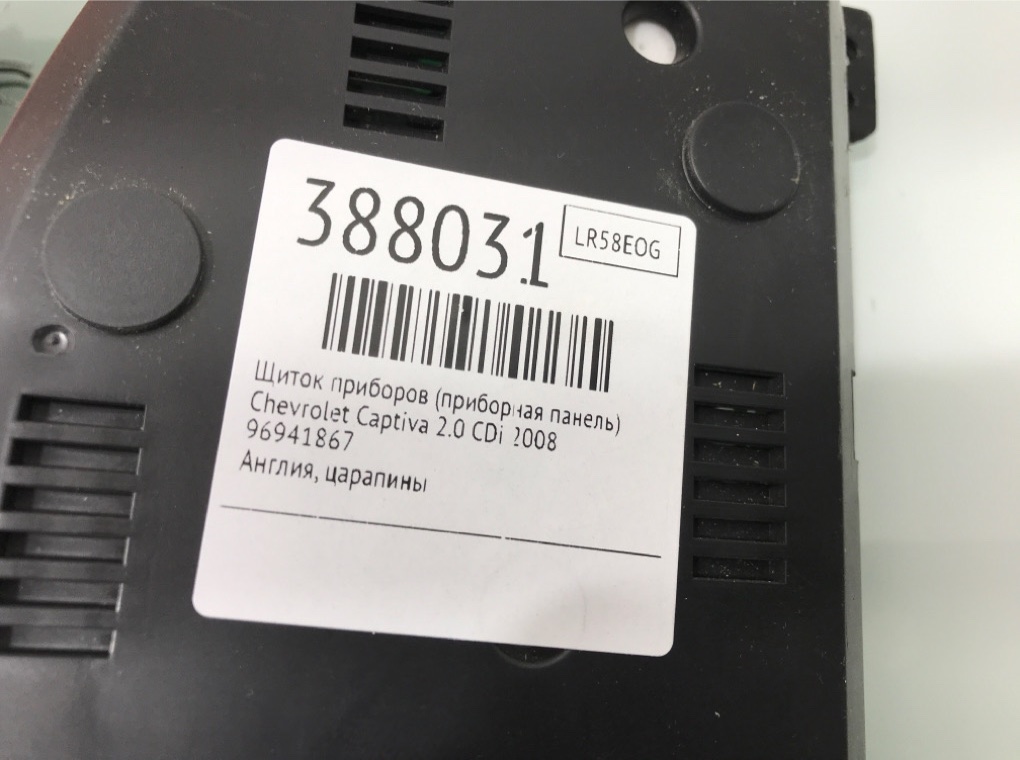 388031
LR58EOG
Щиток приборов (приборная панель)
Chevrolet Captiva 2.0 CDi 2008
96941867
Англия, царапины